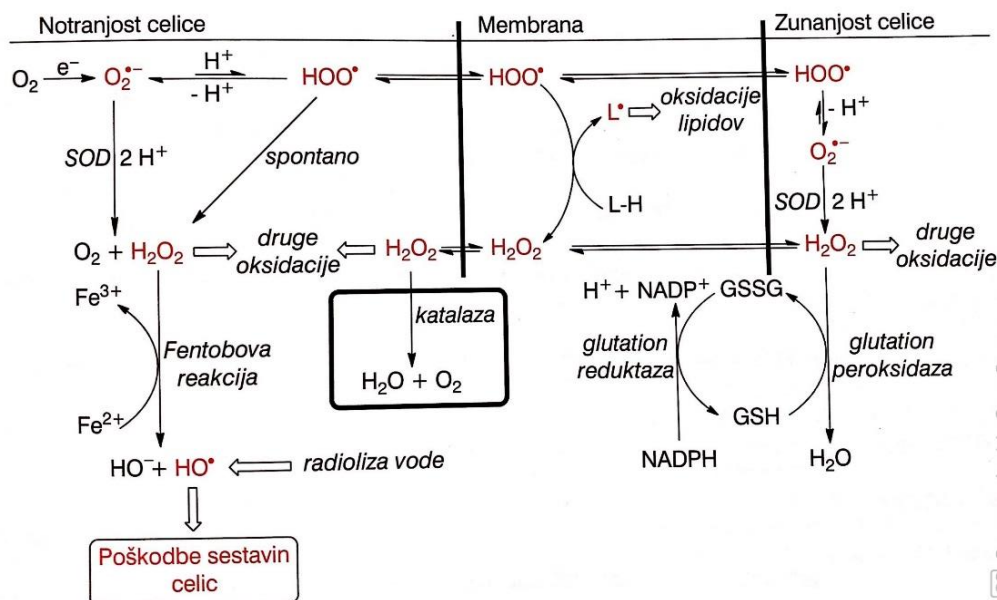 Notranjost celice
Membrana
Zunanjost celice
O₂ e⁻ O₂•⁻ H⁺ HOO• HOO• HOO•
- H⁺
- H⁺
L• oksidacije
lipidov
O₂•⁻
SOD 2 H⁺
spontano
L-H
SOD 2 H⁺
O₂ + H₂O₂ druge
oksidacije
H₂O₂ H₂O₂ H₂O₂ druge
oksidacije
Fe³⁺
katalaza
H⁺ + NADP⁺ GSSG
Fentobova
reakcija
glutation
reduktaza
glutation
peroksidaza
H₂O + O₂
Fe²⁺
GSH
HO⁻ + HO• radioliza vode
NADPH
H₂O
Poškodbe sestavin
celic